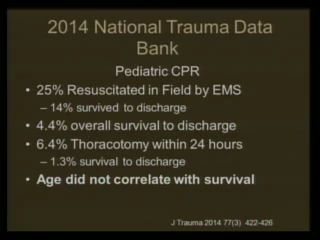 2014 National Trauma Data
Bank
Pediatric CPR
• 25% Resuscitated in Field by EMS
– 14% survived to discharge
• 4.4% overall survival to discharge
• 6.4% Thoracotomy within 24 hours
– 1.3% survival to discharge
• Age did not correlate with survival
J Trauma 2014 77(3) 422-426